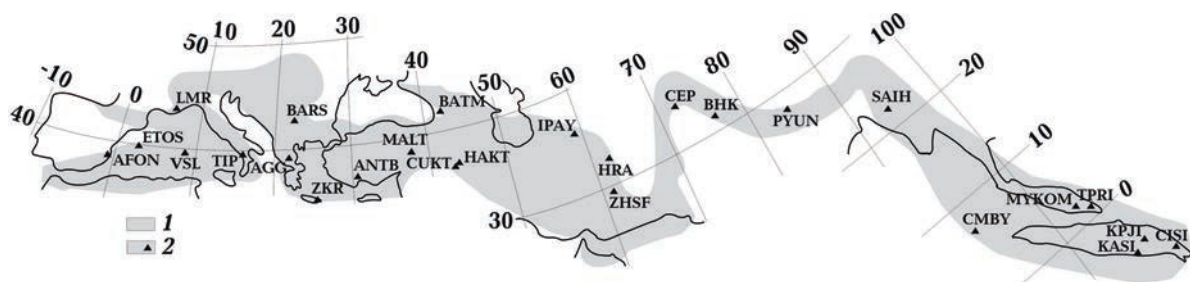 -10
0
50
10
20
30
40
50
60
70
80
90
100
20
10
0
40
30
LMR
ETOS
AFON
VSL
TIP
AGG
BARS
ZKR
ANTB
MALT
CUKT
BATM
HAKT
IPAY
HRA
ZHSF
CEP
BHK
PYUN
SAIH
CMBY
MYKOM
TPRI
KPJI
KASI
CISI
1
2